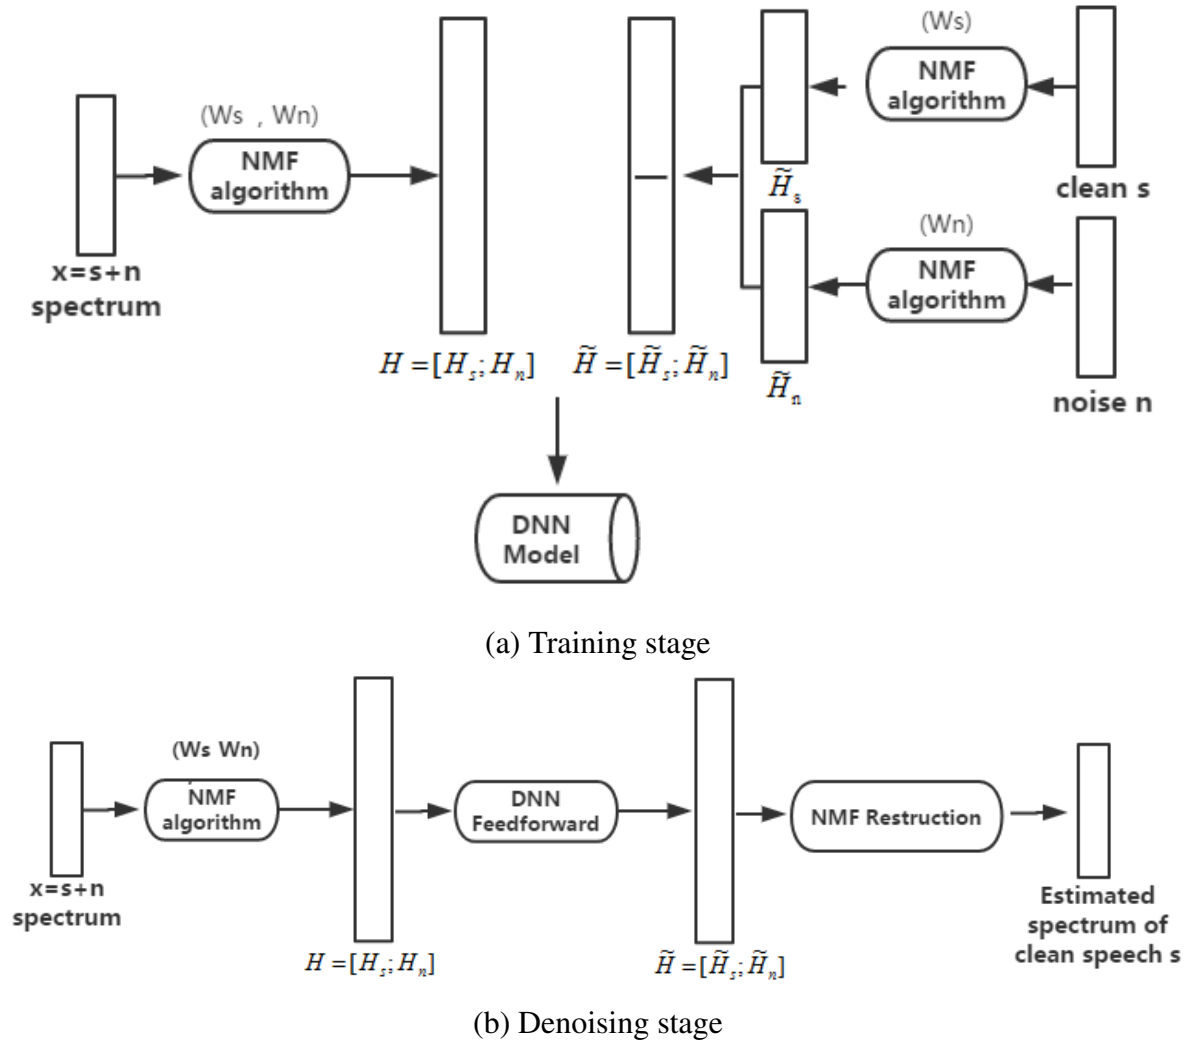 (Ws , Wn)
NMF
algorithm
x=s+n
spectrum
H =[Hs; Hn]
H̃ =[H̃s; H̃n]
H̃s
H̃n
(Ws)
NMF
algorithm
clean s
(Wn)
NMF
algorithm
noise n
DNN
Model
(a) Training stage
x=s+n
spectrum
(Ws Wn)
NMF
algorithm
H =[Hs; Hn]
DNN
Feedforward
H̃ =[H̃s; H̃n]
NMF Restruction
Estimated
spectrum of
clean speech s
(b) Denoising stage